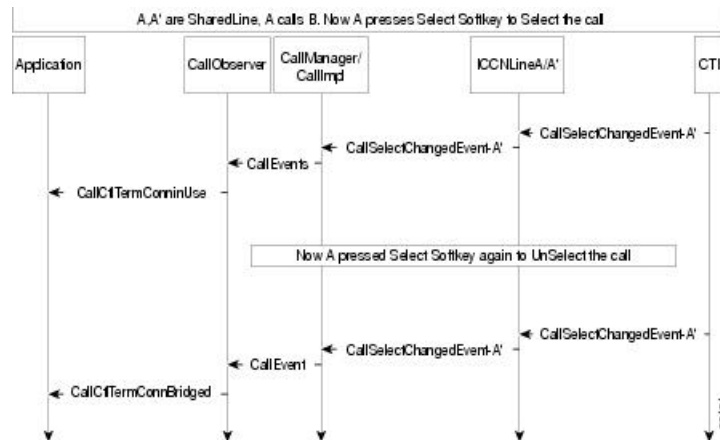 A,A' are SharedLine, A calls B. Now A presses Select Softkey to Select the call
Application
CallObserver
CallManager/
CallImp
ICCNLineA/A'
CTI
CallSelectChangedEvent-A'
CallSelectChangedEvent-A'
CallEvents
CallCtlTermConninUse
Now A pressed Select Softkey again to UnSelect the call
CallSelectChangedEvent-A'
CallSelectChangedEvent-A'
CallEvent
CallCtlTermConnBridged